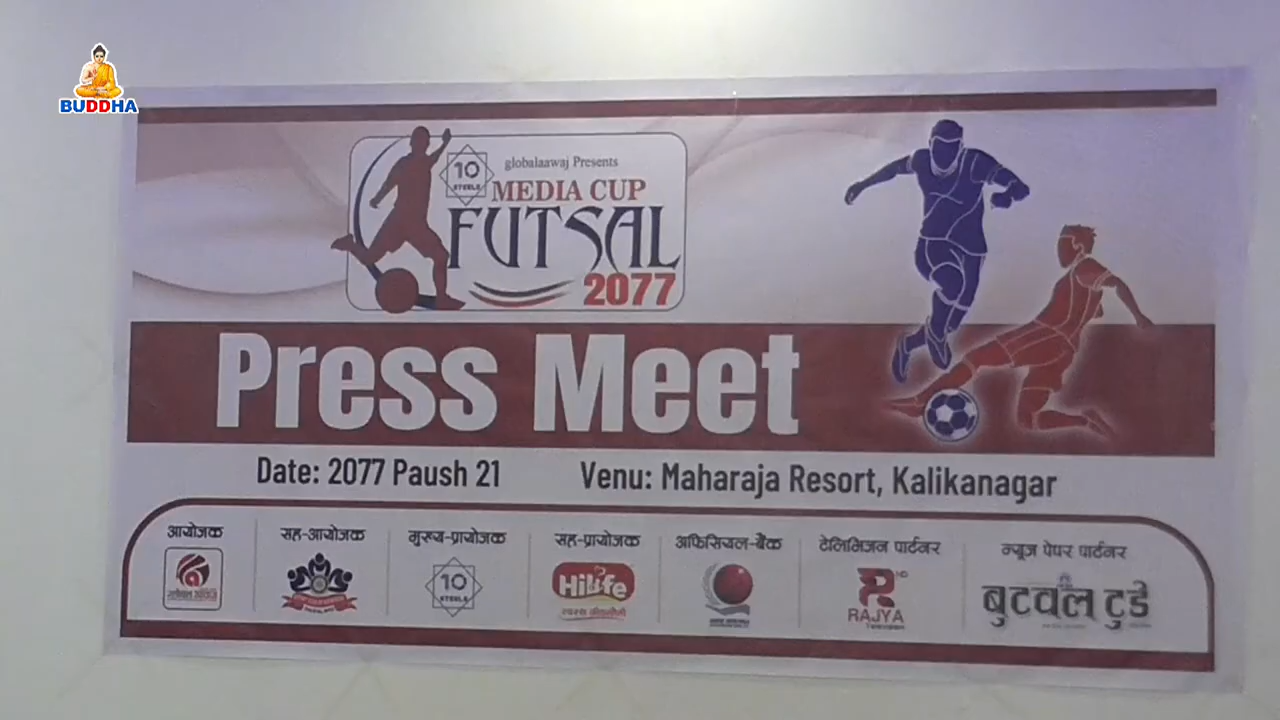 BUDDHA
globalaawaj Presents
10
STEELS
MEDIA CUP
FUTSAL
2077
Press Meet
Date: 2077 Paush 21
Venu: Maharaja Resort, Kalikanagar
आयोजक
सह-आयोजक
मुख्य-प्रायोजक
सह-प्रायोजक
अफिसियल-बैंक
टेलिभिजन पार्टनर
न्यूज पेपर पार्टनर
10
STEELS
Hilife
RAJYA
Television
बुटवल टुडे